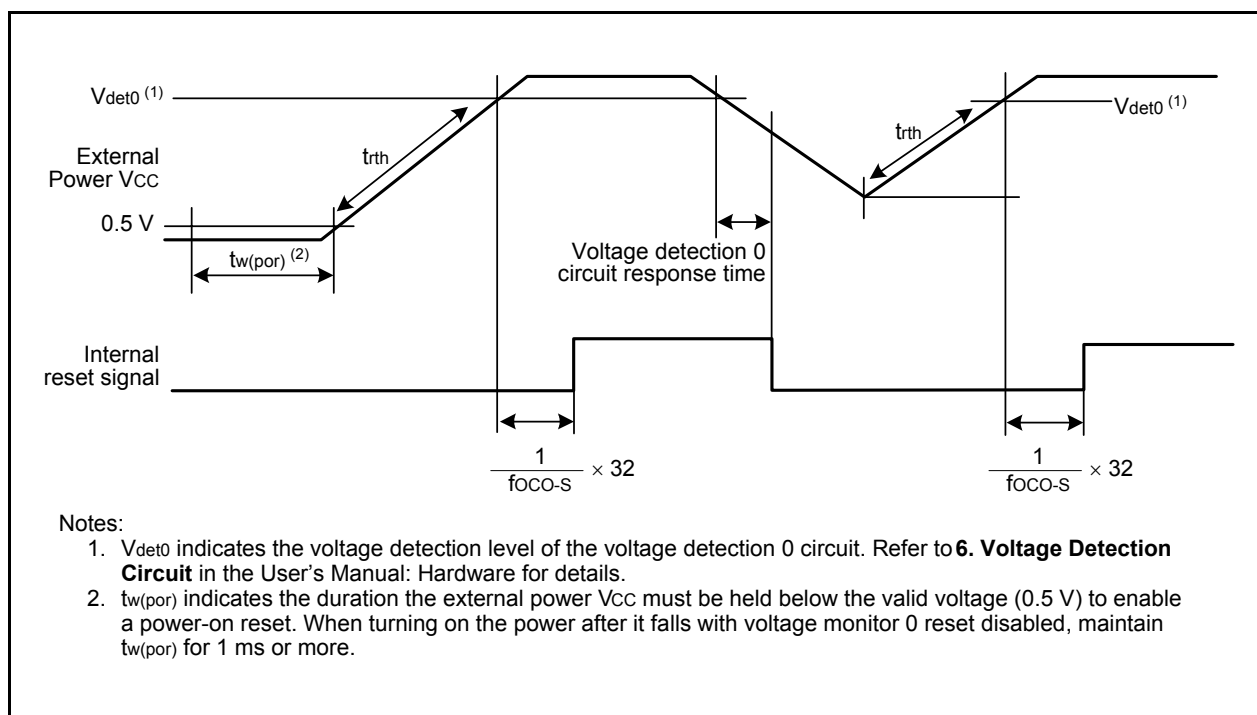 Vdet0 (1)
External
Power VCC
0.5 V
tw(por) (2)
trth
Voltage detection 0
circuit response time
trth
Vdet0 (1)
Internal
reset signal
1
fOCO-S
× 32
1
fOCO-S
× 32
Notes:
1. Vdet0 indicates the voltage detection level of the voltage detection 0 circuit. Refer to 6. Voltage Detection
Circuit in the User's Manual: Hardware for details.
2. tw(por) indicates the duration the external power VCC must be held below the valid voltage (0.5 V) to enable
a power-on reset. When turning on the power after it falls with voltage monitor 0 reset disabled, maintain
tw(por) for 1 ms or more.